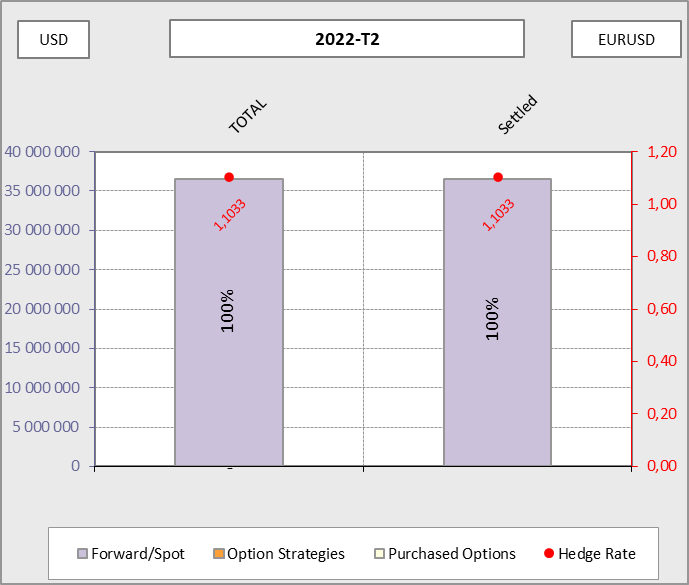 USD
2022-T2
EURUSD
TOTAL
Settled
40 000 000
35 000 000
30 000 000
25 000 000
20 000 000
15 000 000
10 000 000
5 000 000
0
1,1033
100%
1,1033
100%
1,20
1,00
0,80
0,60
0,40
0,20
0,00
-
Forward/Spot Option Strategies Purchased Options Hedge Rate